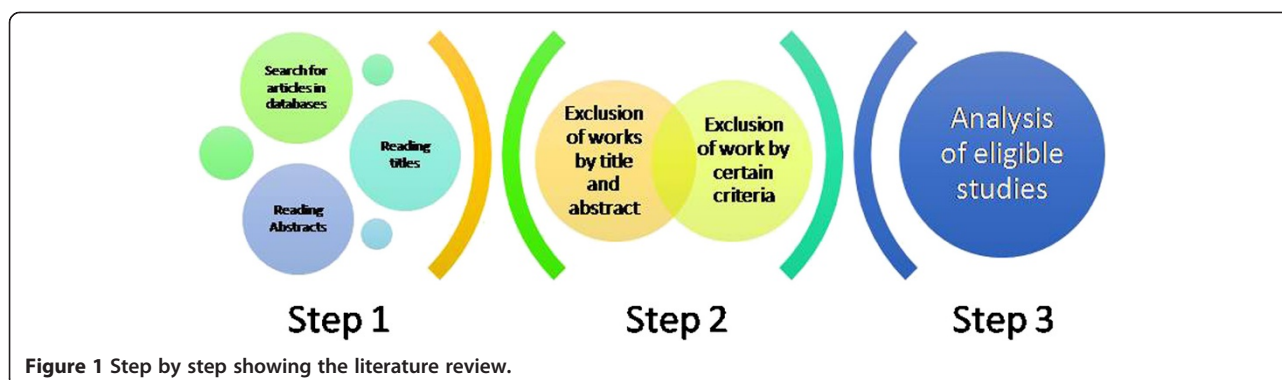 Search for
articles in
databases
Reading
titles
Reading
Abstracts
Exclusion
of works
by title
and
abstract
Exclusion
of work by
certain
criteria
Analysis
of eligible
studies
Step 1
Step 2
Step 3
Figure 1 Step by step showing the literature review.